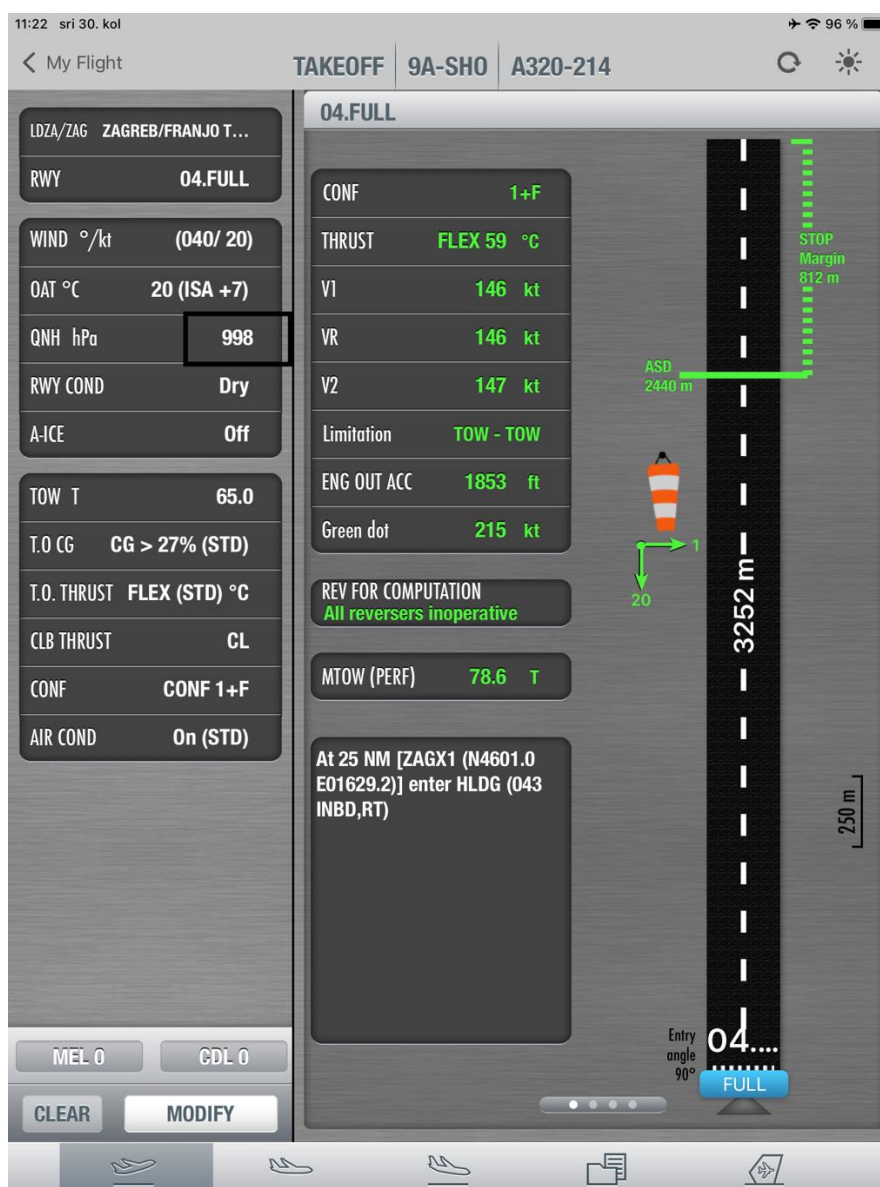 11:22 sri 30. kol
96 %
My Flight
TAKEOFF 9A-SHO A320-214
LDZA/ZAG ZAGREB/FRANJO T...
RWY 04.FULL
WIND °/kt (040/ 20)
OAT °C 20 (ISA +7)
QNH hPa 998
RWY COND Dry
A-ICE Off
TOW T 65.0
T.O CG CG > 27% (STD)
T.O. THRUST FLEX (STD) °C
CLB THRUST CL
CONF CONF 1+F
AIR COND On (STD)
MEL 0 CDL 0
CLEAR MODIFY
04.FULL
CONF 1+F
THRUST FLEX 59 °C
V1 146 kt
VR 146 kt
V2 147 kt
Limitation TOW - TOW
ENG OUT ACC 1853 ft
Green dot 215 kt
REV FOR COMPUTATION
All reversers inoperative
MTOW (PERF) 78.6 T
At 25 NM [ZAGX1 (N4601.0
E01629.2)] enter HLDG (043
INBD,RT)
STOP
Margin
812 m
ASD
2440 m
1
20
3252 m
250 m
Entry
angle
90°
04....
FULL